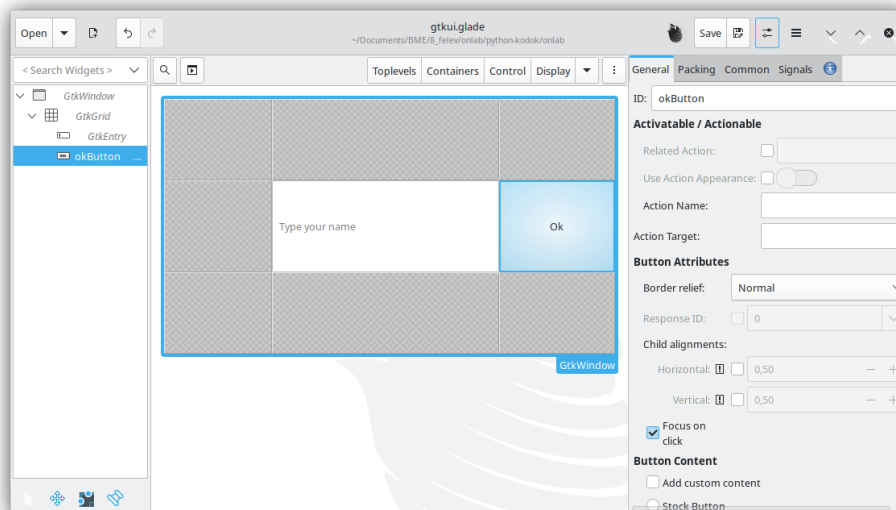 gtkui.glade
Open
Save
~/Documents/BME/8_felev/onlab/python-kodok/onlab
< Search Widgets >
Toplevels Containers Control Display
General Packing Common Signals
GtkWindow
GtkGrid
GtkEntry
okButton ...
Type your name
Ok
GtkWindow
ID: okButton
Activatable / Actionable
Related Action:
Use Action Appearance:
Action Name:
Action Target:
Button Attributes
Border relief: Normal
Response ID: 0
Child alignments:
Horizontal: 0,50
Vertical: 0,50
Focus on
click
Button Content
Add custom content
Stock Button